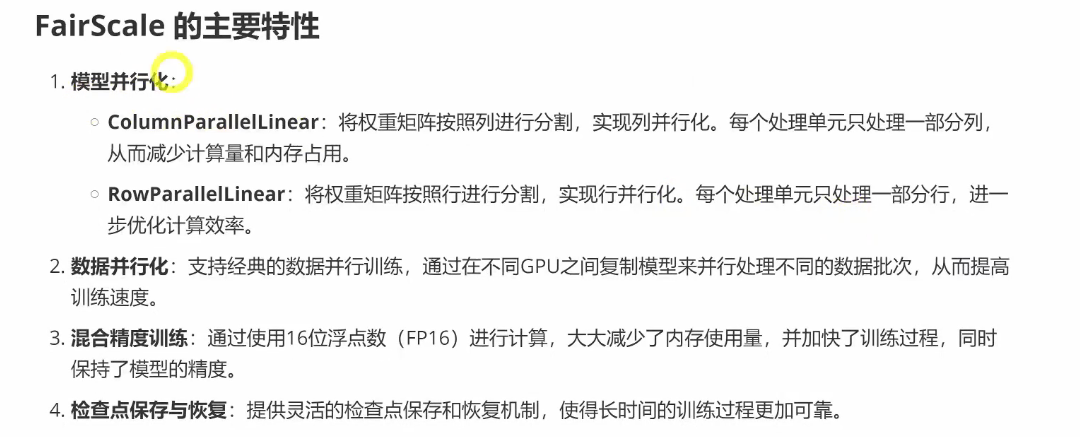 FairScale 的主要特性
1. 模型并行化：
○ ColumnParallelLinear：将权重矩阵按照列进行分割，实现列并行化。每个处理单元只处理一部分列，
从而减少计算量和内存占用。
○ RowParallelLinear：将权重矩阵按照行进行分割，实现行并行化。每个处理单元只处理一部分行，进一
步优化计算效率。
2. 数据并行化：支持经典的数据并行训练，通过在不同GPU之间复制模型来并行处理不同的数据批次，从而提高
训练速度。
3. 混合精度训练：通过使用16位浮点数（FP16）进行计算，大大减少了内存使用量，并加快了训练过程，同时
保持了模型的精度。
4. 检查点保存与恢复：提供灵活的检查点保存和恢复机制，使得长时间的训练过程更加可靠。